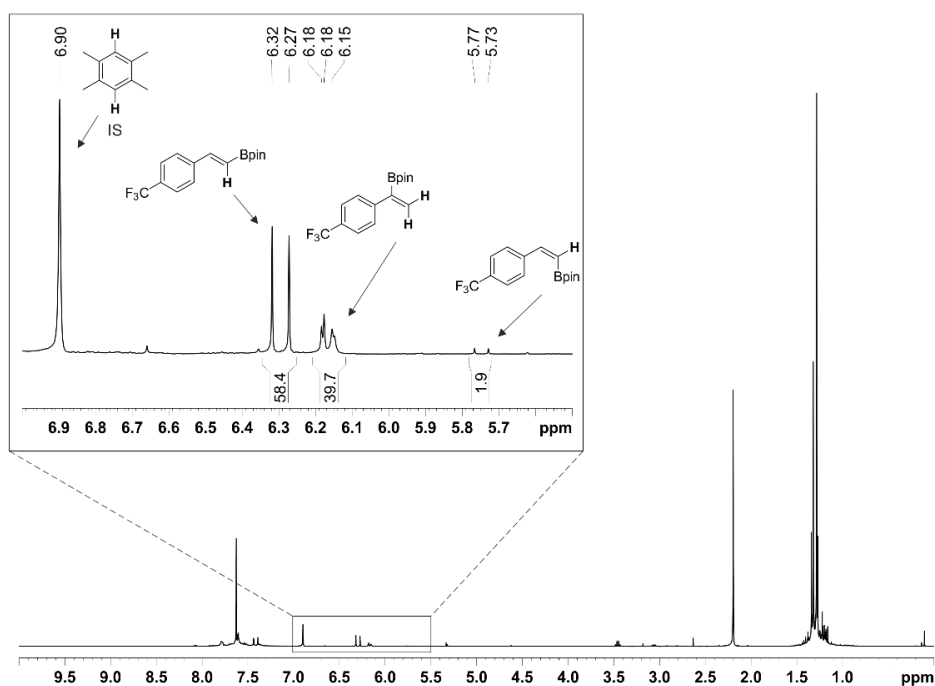 6.90
6.32
6.27
6.18
6.18
6.15
5.77
5.73
H
H
IS
Bpin
H
F₃C
Bpin
H
H
F₃C
H
Bpin
F₃C
58.4
39.7
1.9
6.9 6.8 6.7 6.6 6.5 6.4 6.3 6.2 6.1 6.0 5.9 5.8 5.7 ppm
9.5 9.0 8.5 8.0 7.5 7.0 6.5 6.0 5.5 5.0 4.5 4.0 3.5 3.0 2.5 2.0 1.5 1.0 ppm